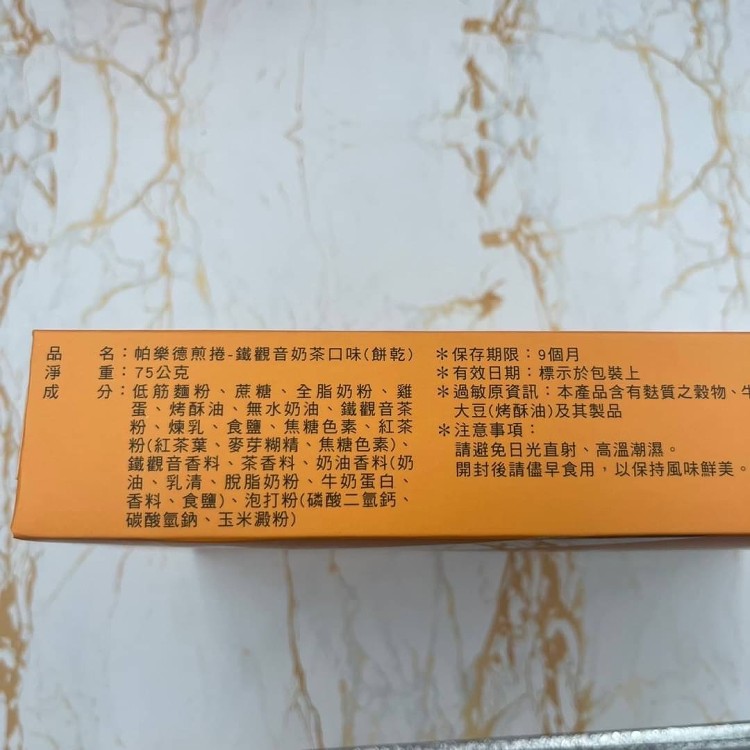 品　　名：帕樂德煎捲-鐵觀音奶茶口味(餅乾)
淨　　重：75公克
成　　分：低筋麵粉、蔗糖、全脂奶粉、雞
蛋、烤酥油、無水奶油、鐵觀音茶
粉、煉乳、食鹽、焦糖色素、紅茶
粉(紅茶葉、麥芽糊精、焦糖色素)、
鐵觀音香料、茶香料、奶油香料(奶
油、乳清、脫脂奶粉、牛奶蛋白、
香料、食鹽)、泡打粉(磷酸二氫鈣、
碳酸氫鈉、玉米澱粉)
＊保存期限：9個月
＊有效日期：標示於包裝上
＊過敏原資訊：本產品含有麩質之穀物、牛
大豆(烤酥油)及其製品
＊注意事項：
請避免日光直射、高溫潮濕。
開封後請儘早食用，以保持風味鮮美。